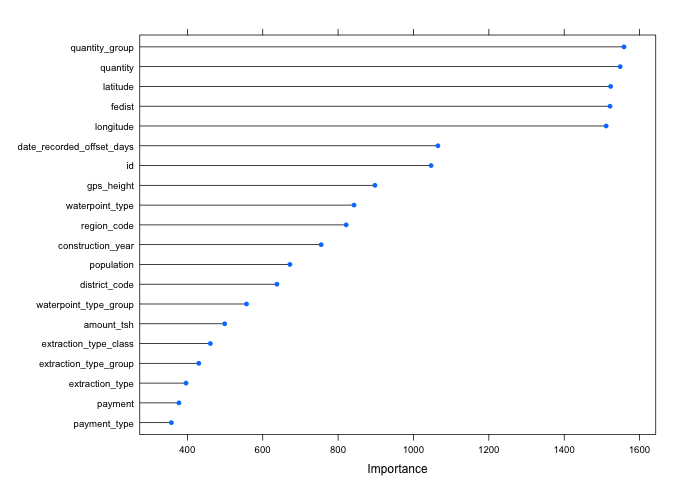 quantity_group
quantity
latitude
fedist
longitude
date_recorded_offset_days
id
gps_height
waterpoint_type
region_code
construction_year
population
district_code
waterpoint_type_group
amount_tsh
extraction_type_class
extraction_type_group
extraction_type
payment
payment_type
400 600 800 1000 1200 1400 1600
Importance